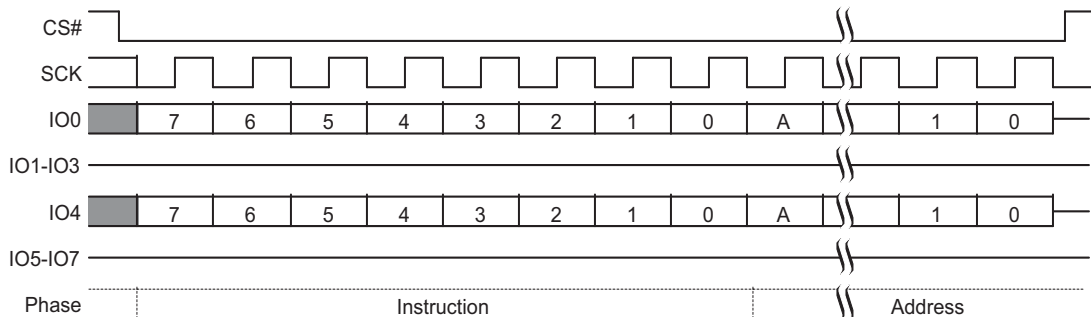 CS#
SCK
IO0 7 6 5 4 3 2 1 0 A 1 0
IO1-IO3
IO4 7 6 5 4 3 2 1 0 A 1 0
IO5-IO7
Phase Instruction Address